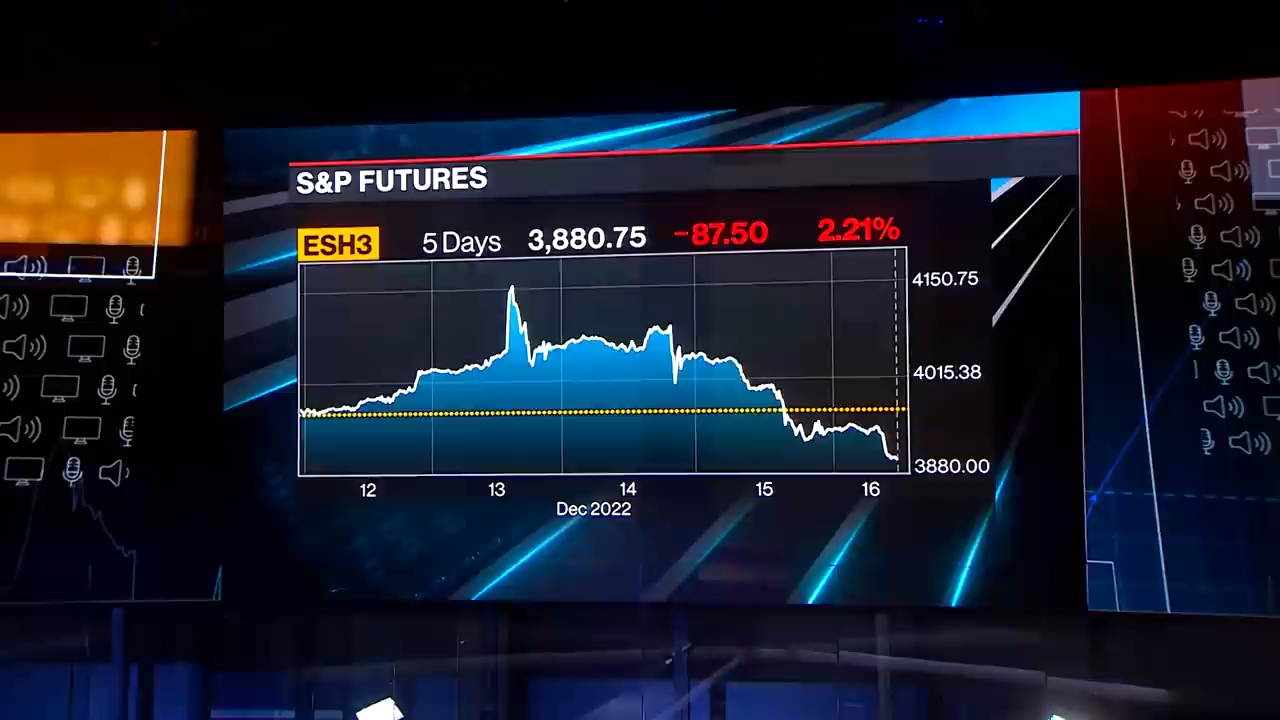 S&P FUTURES
ESH3 5 Days 3,880.75 -87.50 2.21%
4150.75
4015.38
3880.00
12 13 14 15 16
Dec 2022